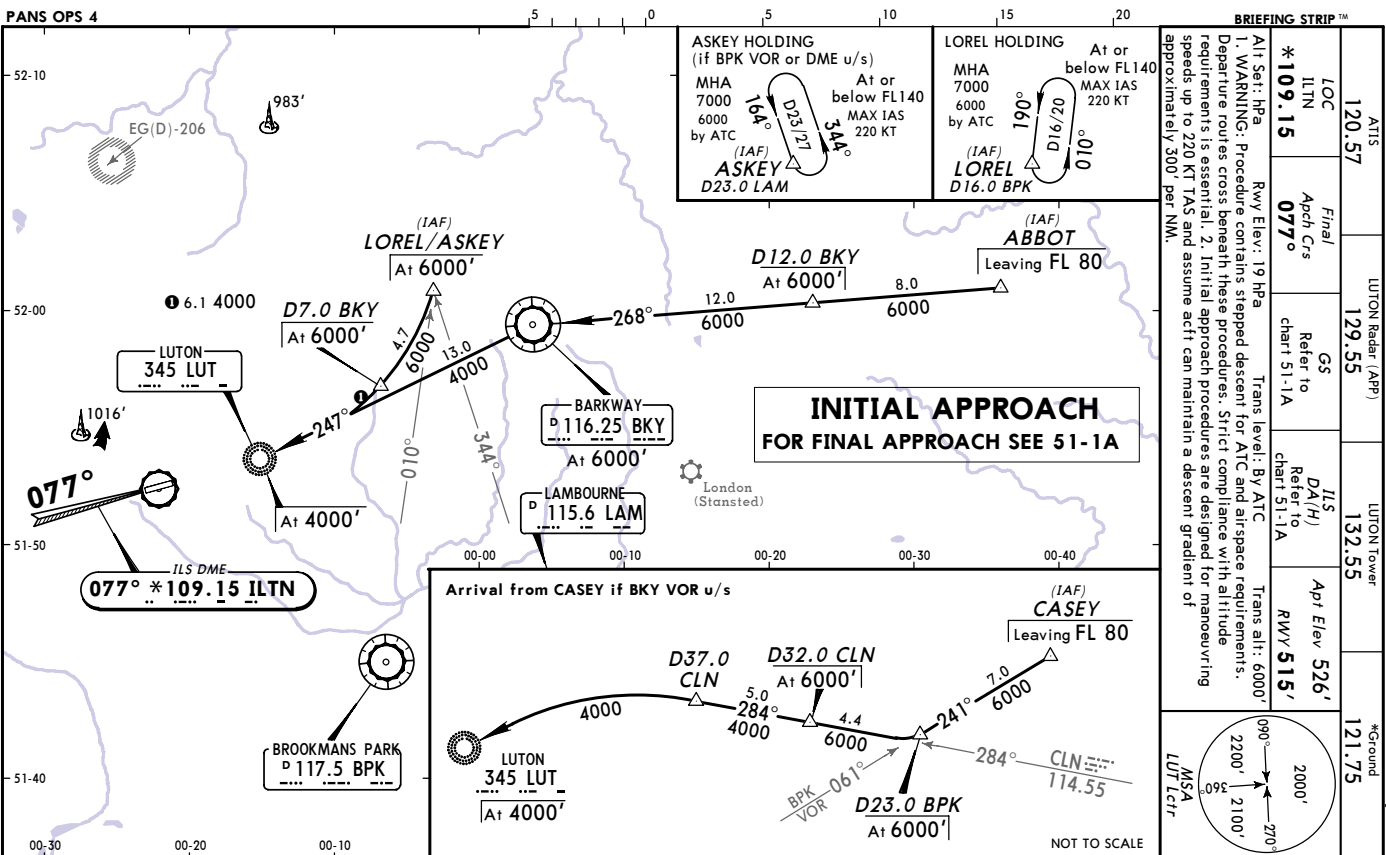 PANS OPS 4
5 0 5 10 15 20
BRIEFING STRIP ™
ATIS
120.57
LUTON Radar (APP)
129.55
LUTON Tower
132.55
*Ground
121.75
LOC
ILTN
*109.15
Final
Apch Crs
077°
GS
Refer to
chart 51-1A
ILS
DA(H)
Refer to
chart 51-1A
Apt Elev 526'
RWY 515'
Alt Set: hPa Rwy Elev: 19 hPa Trans level: By ATC Trans alt: 6000'
1. WARNING: Procedure contains stepped descent for ATC and airspace requirements.
Departure routes cross beneath these procedures. Strict compliance with altitude
requirements is essential. 2. Initial approach procedures are designed for manoeuvring
speeds up to 220 KT TAS and assume acft can maintain a descent gradient of
approximately 300' per NM.
MSA
LUT Lctr
090°
2000'
2200'
360°
2100'
270°
ASKEY HOLDING
(if BPK VOR or DME u/s)
MHA
7000
6000
by ATC
164°
D23/27
344°
At or
below FL140
MAX IAS
220 KT
(IAF)
ASKEY
D23.0 LAM
LOREL HOLDING
MHA
7000
6000
by ATC
190°
D16/20
010°
At or
below FL140
MAX IAS
220 KT
(IAF)
LOREL
D16.0 BPK
52-10
983'
EG(D)-206
(IAF)
LOREL/ASKEY
At 6000'
D12.0 BKY
At 6000'
(IAF)
ABBOT
Leaving FL 80
52-00
1 6.1 4000
D7.0 BKY
At 6000'
4.7
6000
13.0
4000
268°
12.0
6000
8.0
6000
LUTON
345 LUT
1
247°
1016'
077°
At 4000'
010°
344°
BARKWAY
D 116.25 BKY
At 6000'
INITIAL APPROACH
FOR FINAL APPROACH SEE 51-1A
London
(Stansted)
LAMBOURNE
D 115.6 LAM
51-50
00-00 00-10 00-20 00-30 00-40
ILS DME
077° *109.15 ILTN
BROOKMANS PARK
D 117.5 BPK
51-40
00-30 00-20 00-10
Arrival from CASEY if BKY VOR u/s
(IAF)
CASEY
Leaving FL 80
D37.0
CLN
D32.0 CLN
At 6000'
4000
5.0
284°
4000
4.4
6000
241°
7.0
6000
LUTON
345 LUT
At 4000'
BPK
VOR
061°
284°
CLN
114.55
D23.0 BPK
At 6000'
NOT TO SCALE